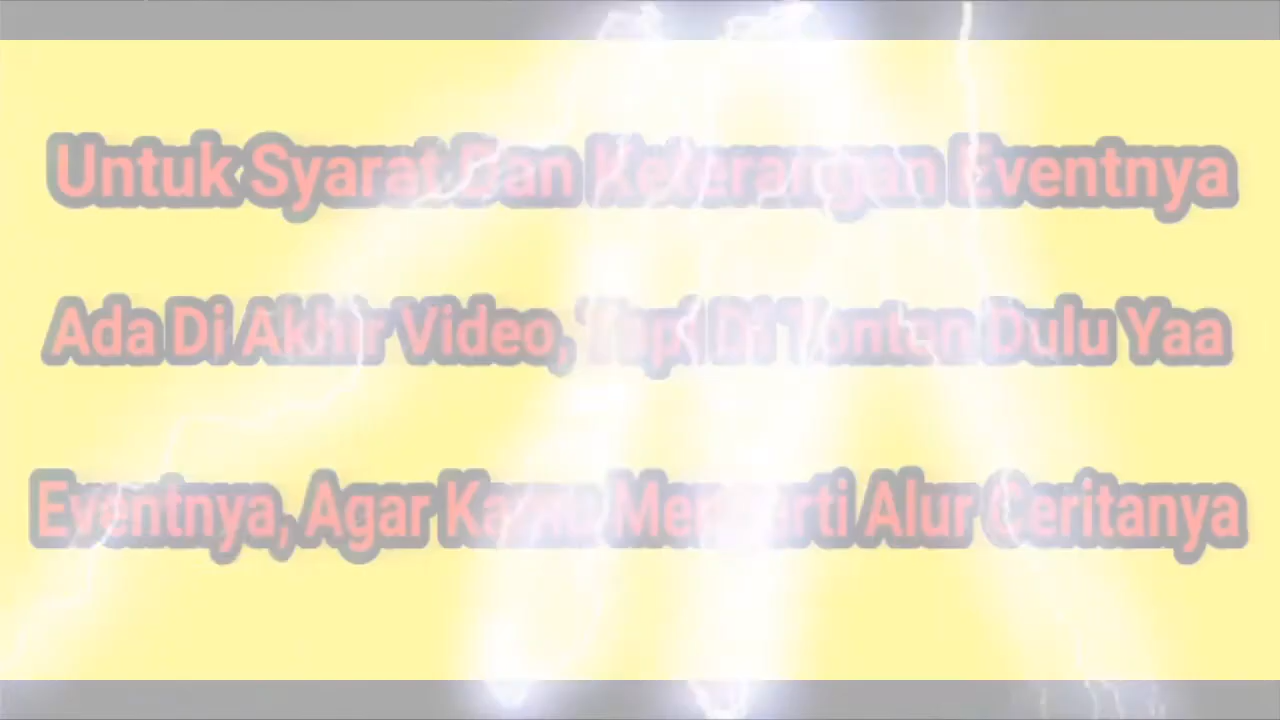 Untuk Syarat Dan Keterangan Eventnya
Ada Di Akhir Video, Tapi Di Tonton Dulu Yaa
Eventnya, Agar Kamu Mengerti Alur Ceritanya